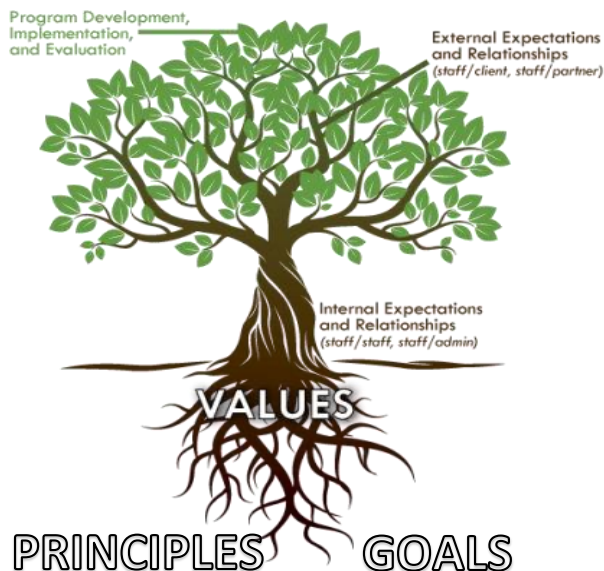 Program Development,
Implementation,
and Evaluation
External Expectations
and Relationships
(staff/client, staff/partner)
Internal Expectations
and Relationships
(staff/staff, staff/admin)
VALUES
PRINCIPLES
GOALS